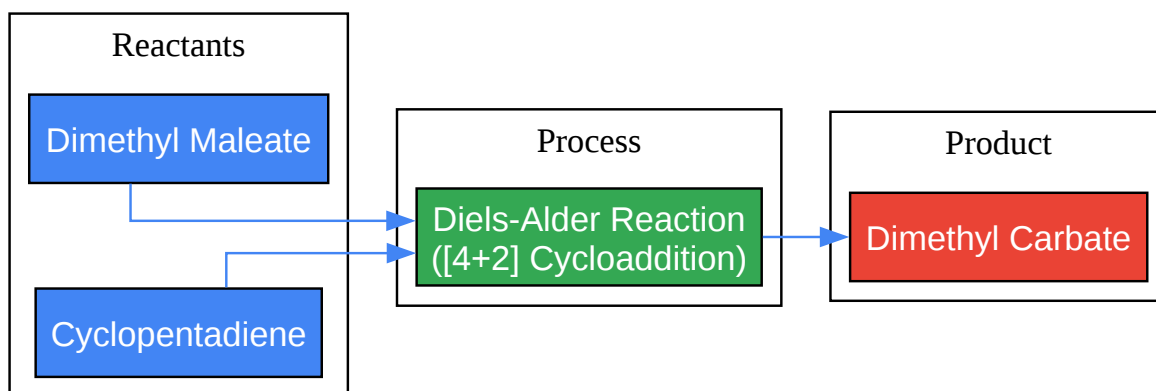 Reactants
Dimethyl Maleate
Cyclopentadiene
Process
Diels-Alder Reaction
([4+2] Cycloaddition)
Product
Dimethyl Carbate